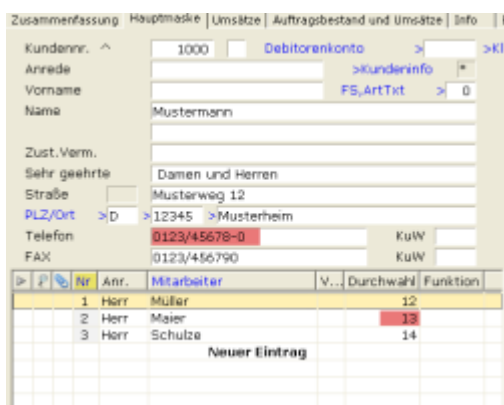 Zusammenfassung Hauptmaske Umsätze Auftragsbestand und Umsätze Info
Kundennr. ^ 1000 Debitorenkonto > >Kl
Anrede >Kundeninfo *
Vorname FS,ArtTxt > 0
Name Mustermann
Zust.Verm.
Sehr geehrte Damen und Herren
Straße Musterweg 12
PLZ/Ort >D >12345 >Musterheim
Telefon 0123/45678-0 KuW
FAX 0123/456790 KuW
Nr Anr. Mitarbeiter V... Durchwahl Funktion
1 Herr Müller 12
2 Herr Maier 13
3 Herr Schulze 14
Neuer Eintrag